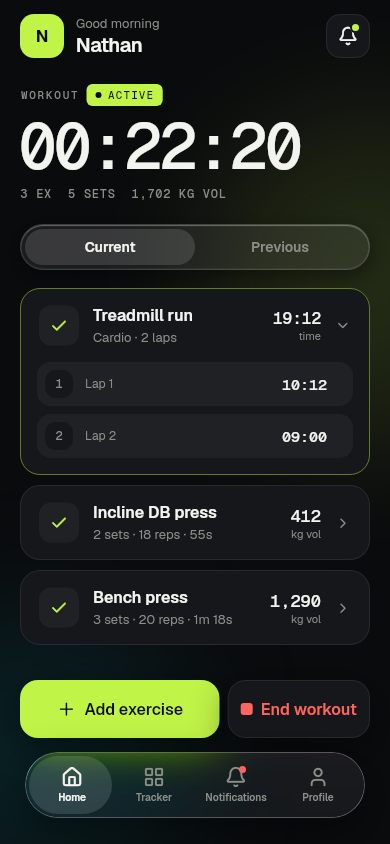 N
Good morning
Nathan
WORKOUT ACTIVE
00:22:20
3 EX 5 SETS 1,702 KG VOL
Current Previous
Treadmill run 19:12
Cardio · 2 laps time
1 Lap 1 10:12
2 Lap 2 09:00
Incline DB press 412
2 sets · 18 reps · 55s kg vol
Bench press 1,290
3 sets · 20 reps · 1m 18s kg vol
Add exercise End workout
Home Tracker Notifications Profile